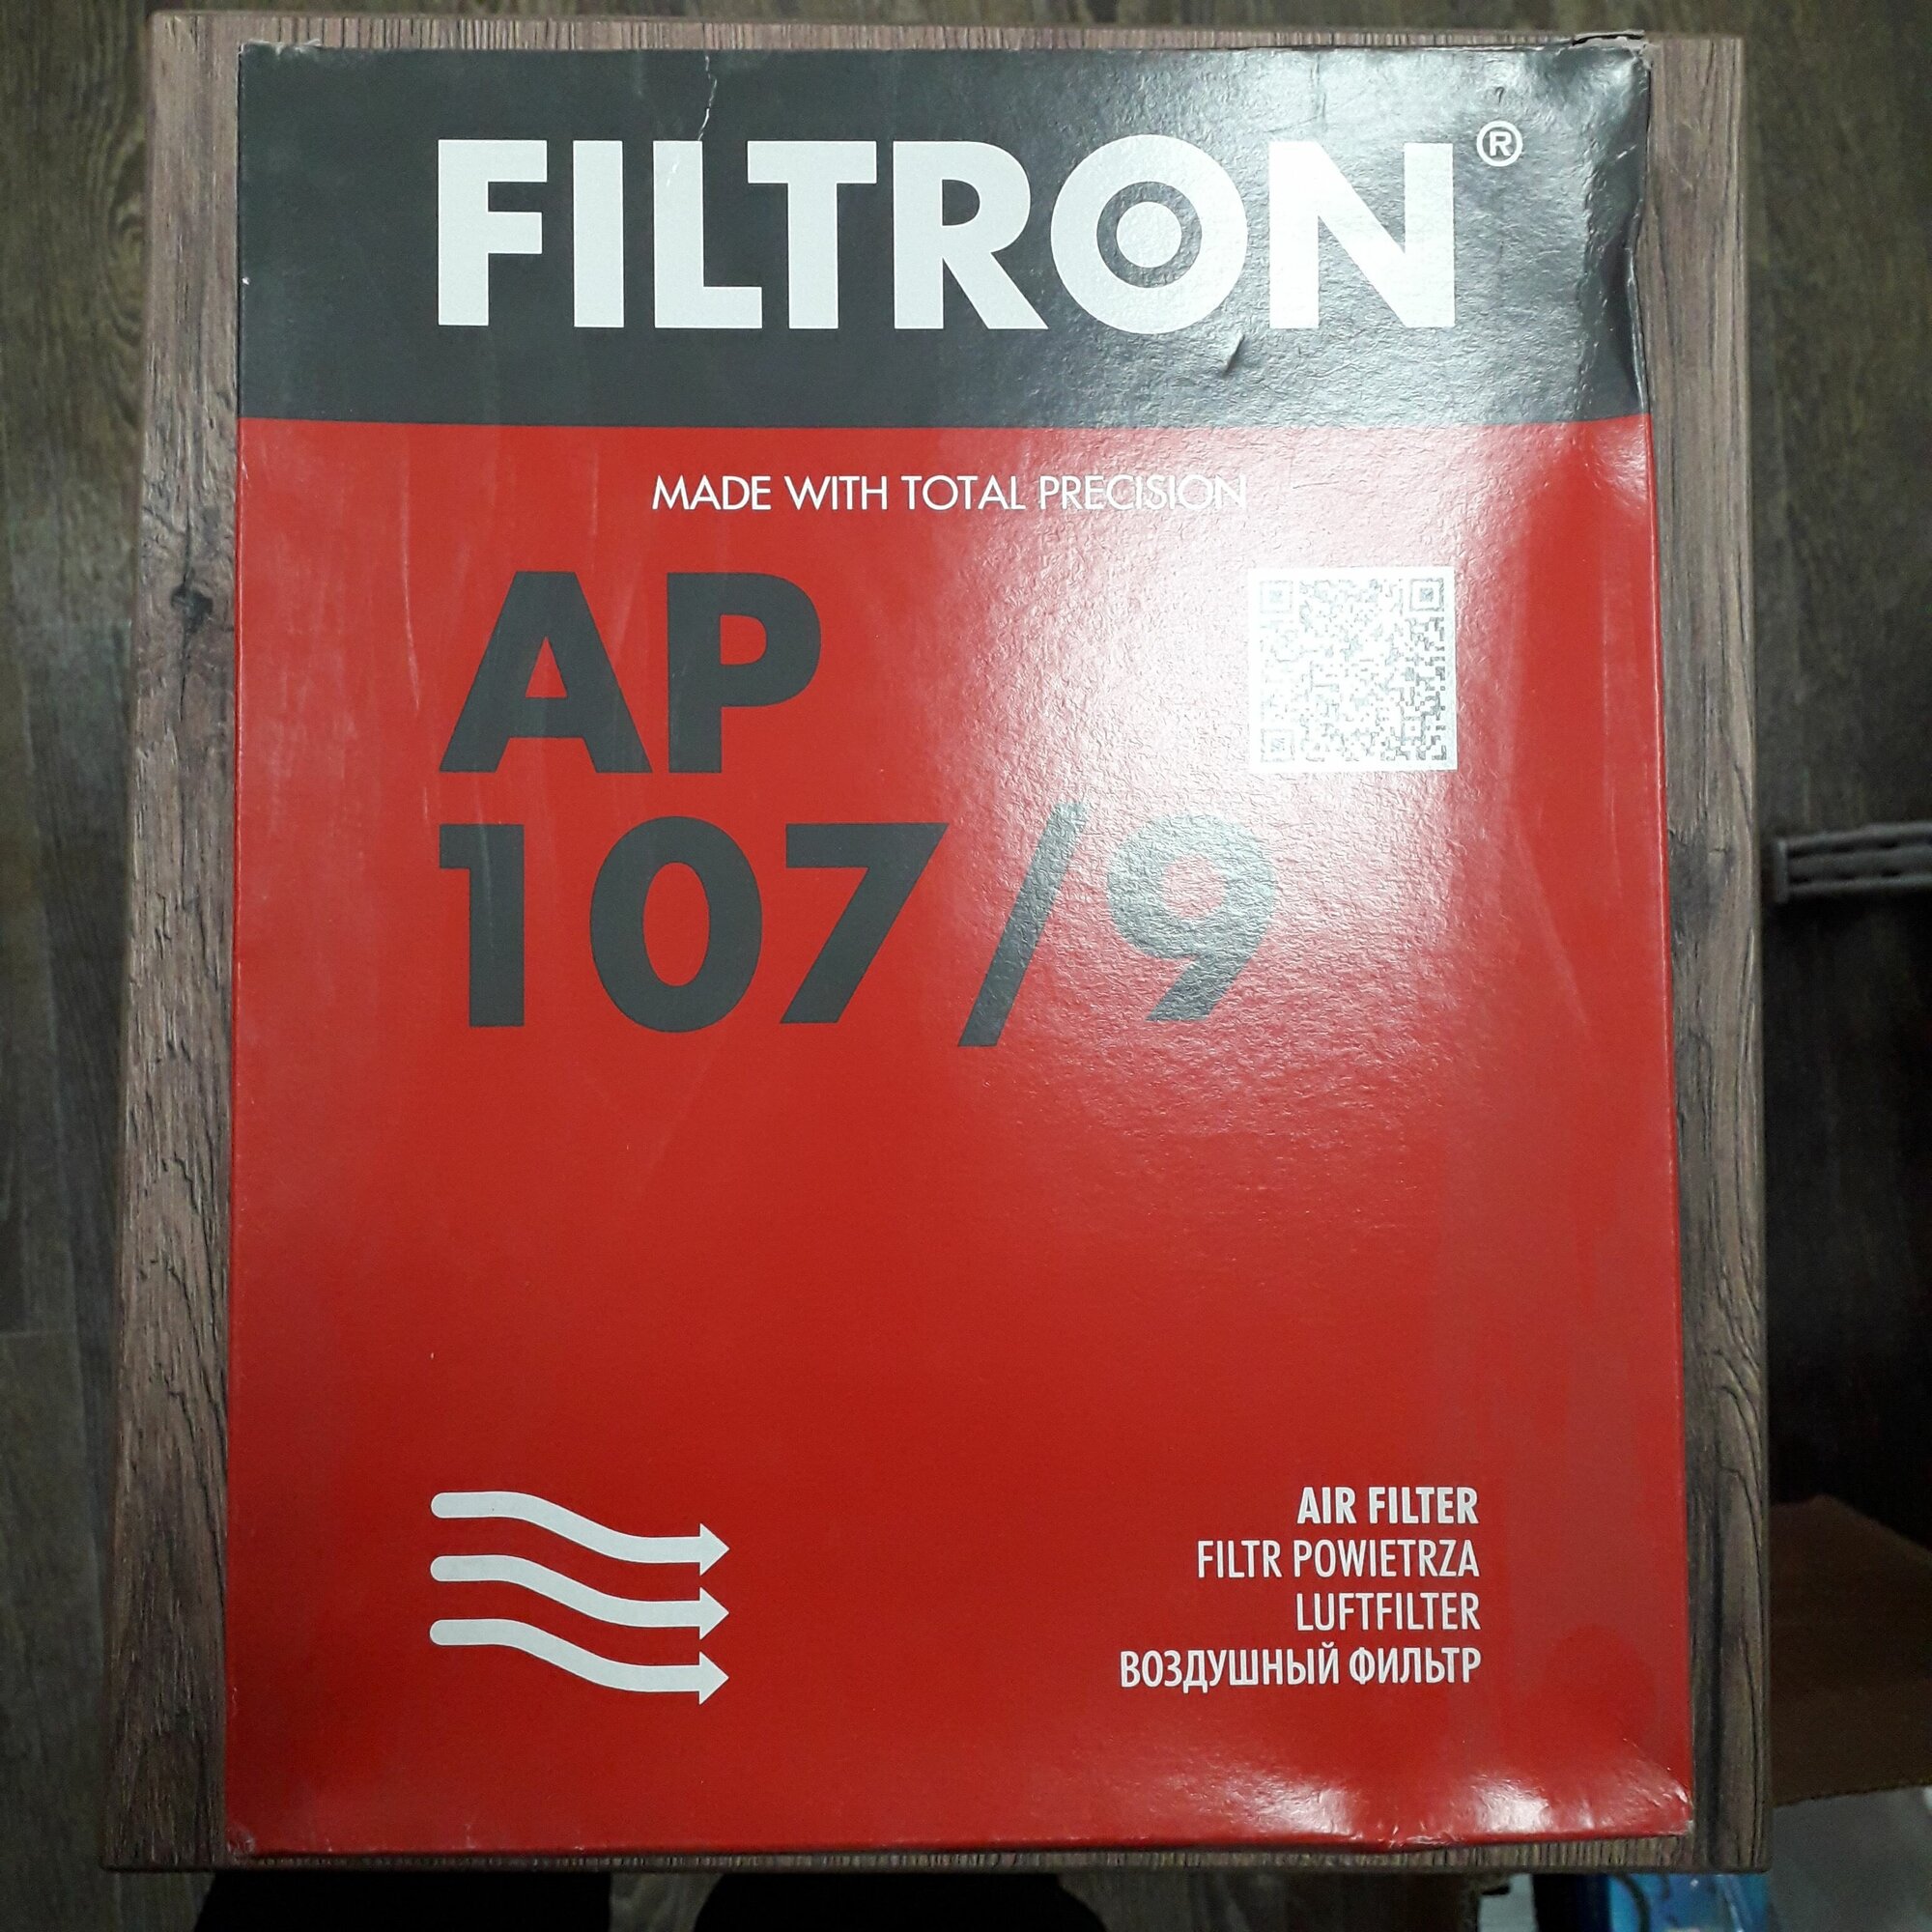 FILTRON®
MADE WITH TOTAL PRECISION
AP
107/9
AIR FILTER
FILTR POWIETRZA
LUFTFILTER
ВОЗДУШНЫЙ ФИЛЬТР